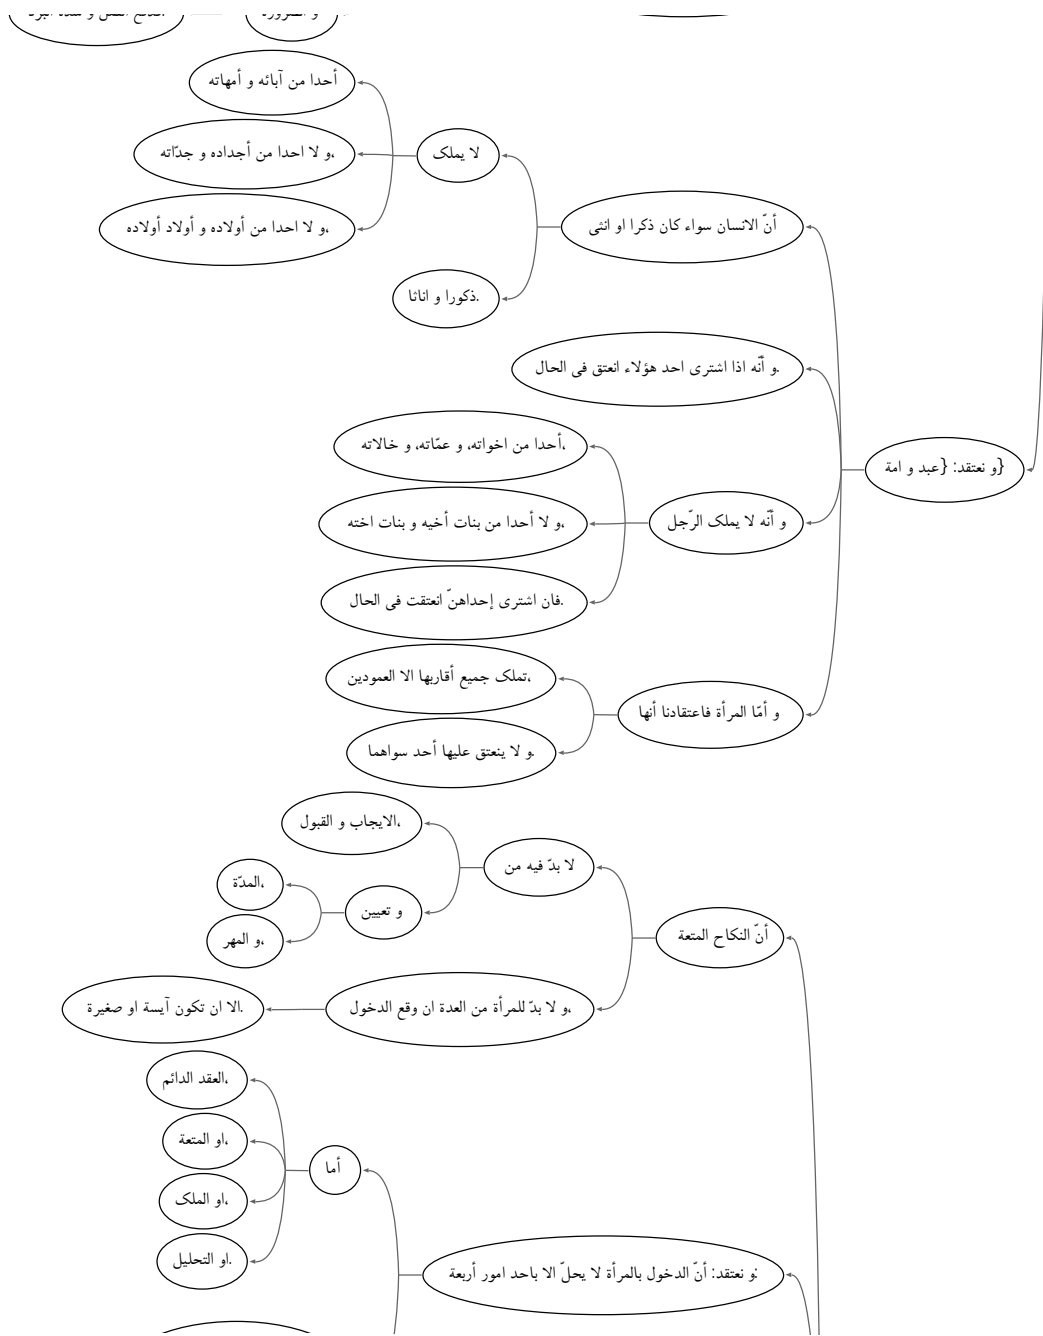 و الضرورة
أحدا من آبائه و أمهاته
و لا احدا من أجداده و جدّاته،
و لا احدا من أولاده و أولاد أولاده،
لا يملک
ذکورا و اناثا.
أنّ الانسان سواء کان ذکرا او انثی
و أنّه اذا اشتری احد هؤلاء انعتق فی الحال.
أحدا من اخواته، و عمّاته، و خالاته،
و لا أحدا من بنات أخیه و بنات اخته،
فان اشتری إحداهنّ انعتقت فی الحال.
و أنّه لا یملک الرّجل
{و نعتقد: {عبد و امة
تملک جمیع أقاربها الا العمودین،
و لا ینعتق علیها أحد سواهما.
و أمّا المرأة فاعتقادنا أنها
الایجاب و القبول،
المدّة،
و المهر،
و تعیین
لا بدّ فیه من
أنّ النکاح المتعة
و لا بدّ للمرأة من العدة ان وقع الدخول،
الا ان تکون آیسة او صغیرة.
العقد الدائم،
او المتعة،
او الملک،
او التحلیل.
أما
و نعتقد: أنّ الدخول بالمرأة لا یحلّ الا باحد امور أربعة: